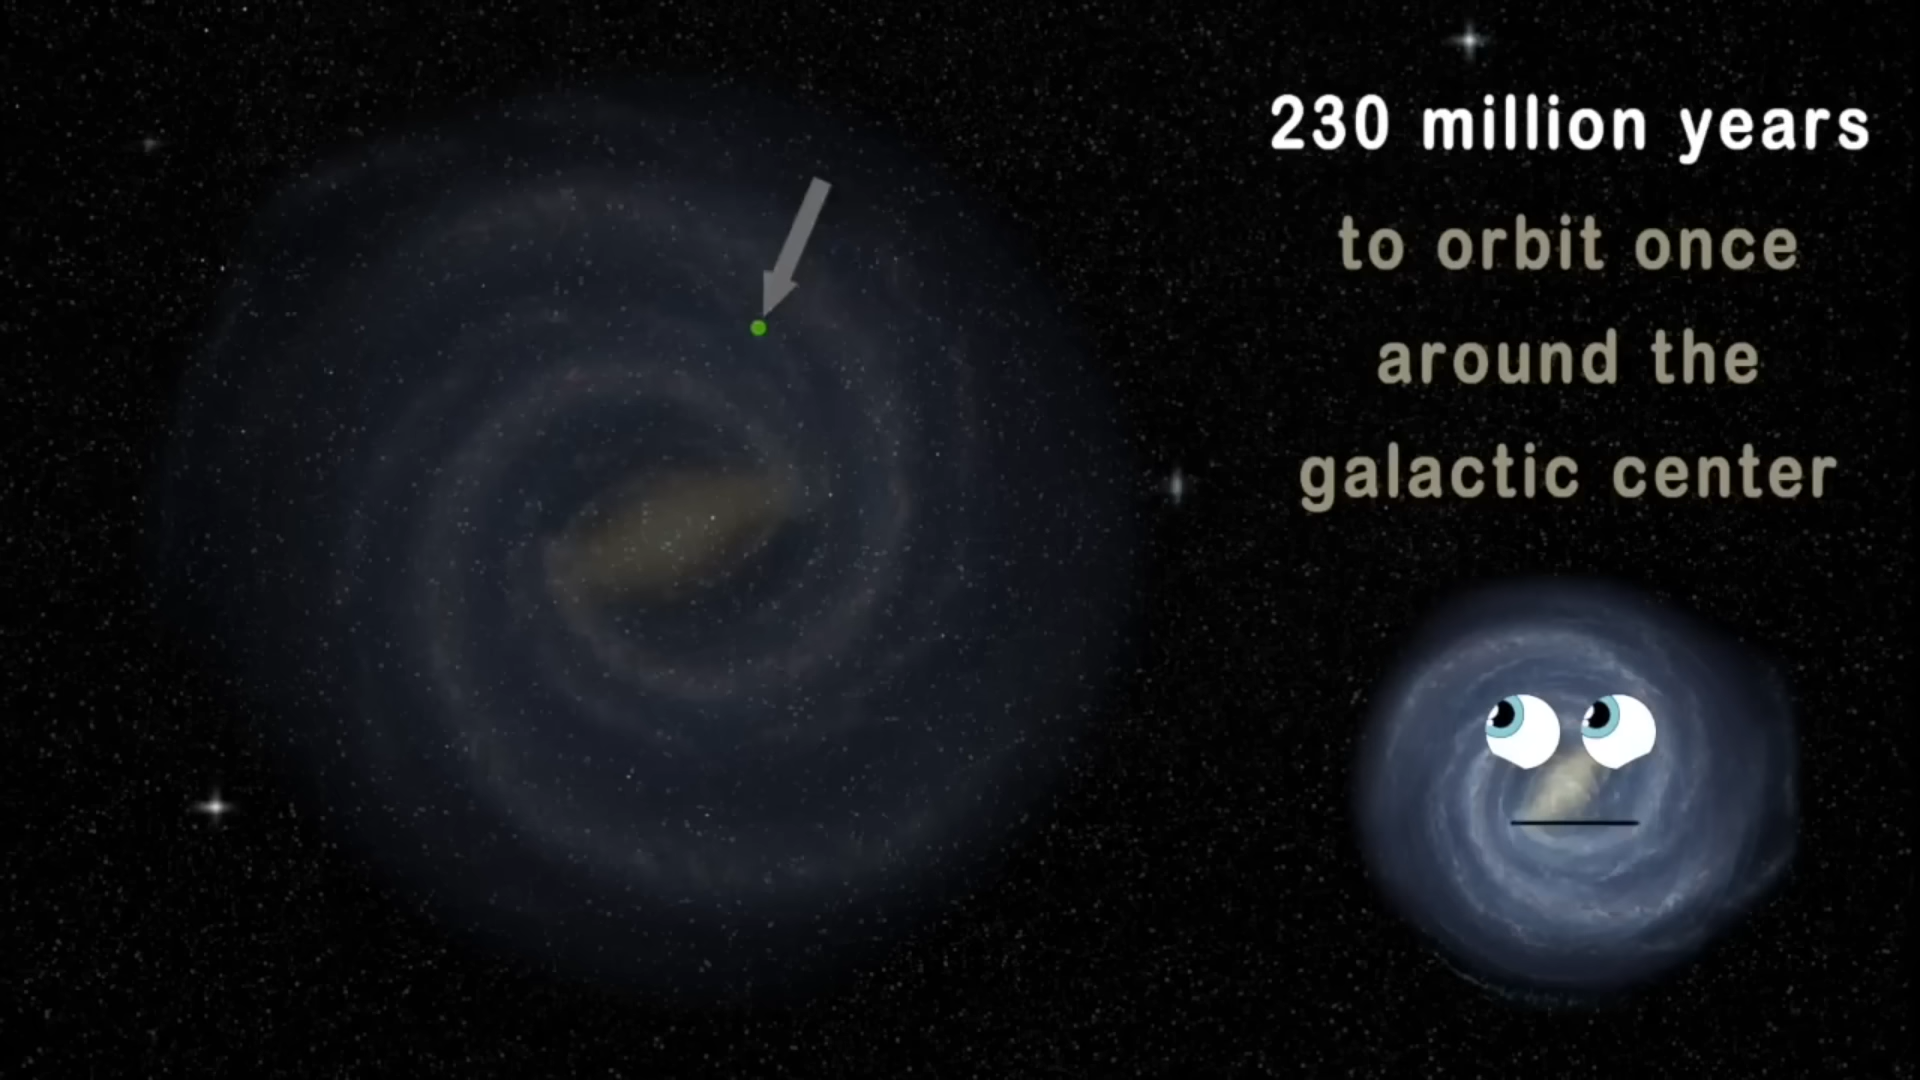 230 million years
to orbit once
around the
galactic center